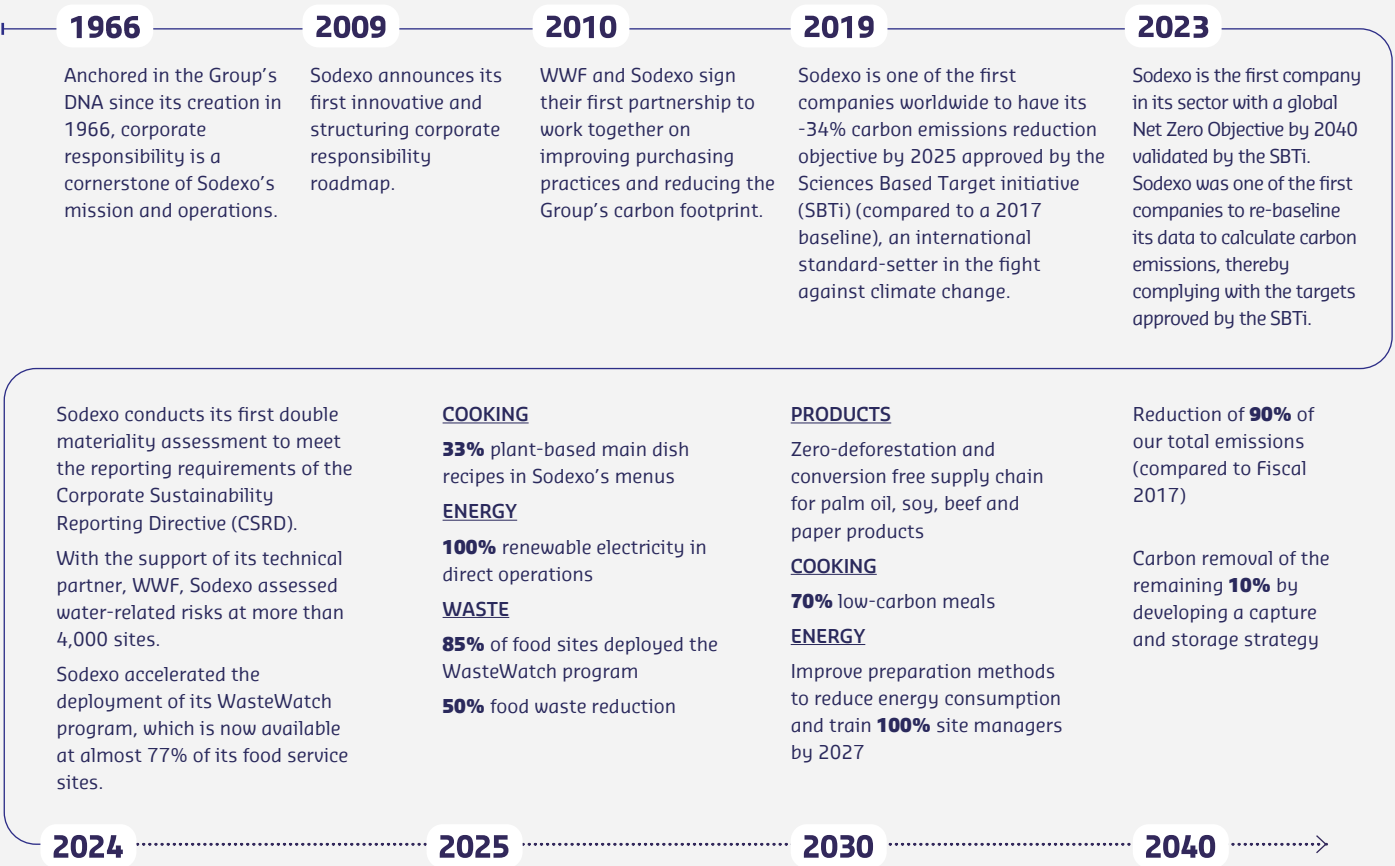 1966
Anchored in the Group's
DNA since its creation in
1966, corporate
responsibility is a
cornerstone of Sodexo's
mission and operations.
2009
Sodexo announces its
first innovative and
structuring corporate
responsibility
roadmap.
2010
WWF and Sodexo sign
their first partnership to
work together on
improving purchasing
practices and reducing the
Group's carbon footprint.
2019
Sodexo is one of the first
companies worldwide to have its
-34% carbon emissions reduction
objective by 2025 approved by the
Sciences Based Target initiative
(SBTi) (compared to a 2017
baseline), an international
standard-setter in the fight
against climate change.
2023
Sodexo is the first company
in its sector with a global
Net Zero Objective by 2040
validated by the SBTi.
Sodexo was one of the first
companies to re-baseline
its data to calculate carbon
emissions, thereby
complying with the targets
approved by the SBTi.
Sodexo conducts its first double
materiality assessment to meet
the reporting requirements of the
Corporate Sustainability
Reporting Directive (CSRD).
With the support of its technical
partner, WWF, Sodexo assessed
water-related risks at more than
4,000 sites.
Sodexo accelerated the
deployment of its WasteWatch
program, which is now available
at almost 77% of its food service
sites.
2024
COOKING
33% plant-based main dish
recipes in Sodexo's menus
ENERGY
100% renewable electricity in
direct operations
WASTE
85% of food sites deployed the
WasteWatch program
50% food waste reduction
2025
PRODUCTS
Zero-deforestation and
conversion free supply chain
for palm oil, soy, beef and
paper products
COOKING
70% low-carbon meals
ENERGY
Improve preparation methods
to reduce energy consumption
and train 100% site managers
by 2027
2030
Reduction of 90% of
our total emissions
(compared to Fiscal
2017)
Carbon removal of the
remaining 10% by
developing a capture
and storage strategy
2040